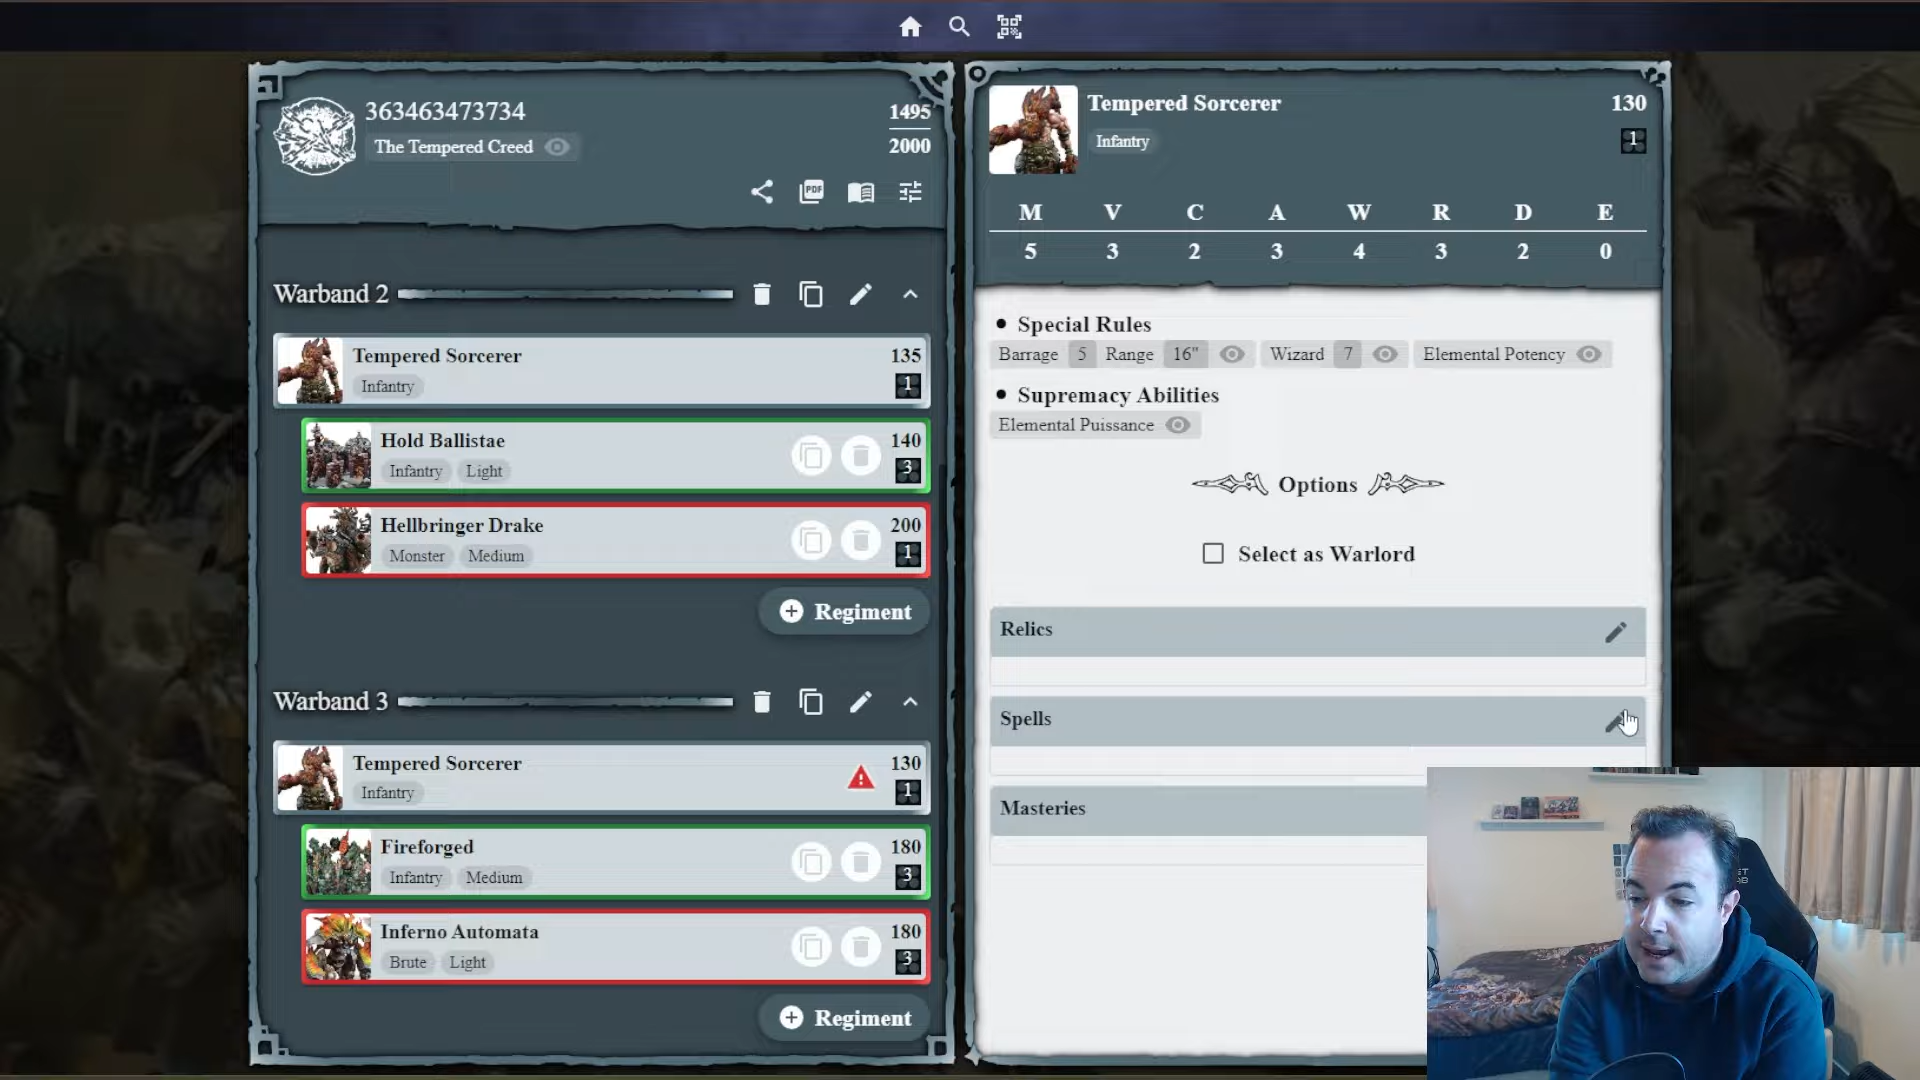 363463473734
1495
The Tempered Creed
2000
PDF
Warband 2
Tempered Sorcerer
135
Infantry
1
Hold Ballistae
140
Infantry
Light
3
Hellbringer Drake
200
Monster
Medium
1
Regiment
Warband 3
Tempered Sorcerer
130
Infantry
1
Fireforged
180
Infantry
Medium
3
Inferno Automata
180
Brute
Light
3
Regiment
Tempered Sorcerer
130
Infantry
1
M V C A W R D E
5 3 2 3 4 3 2 0
Special Rules
Barrage 5 Range 16" Wizard 7 Elemental Potency
Supremacy Abilities
Elemental Puissance
Options
Select as Warlord
Relics
Spells
Masteries